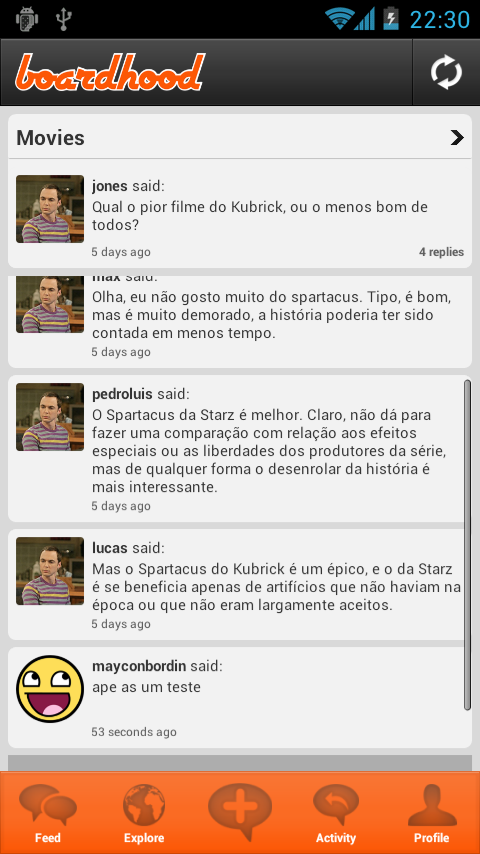 22:30
boardhood
Movies
jones said:
Qual o pior filme do Kubrick, ou o menos bom de
todos?
5 days ago
4 replies
max said:
Olha, eu não gosto muito do spartacus. Tipo, é bom,
mas é muito demorado, a história poderia ter sido
contada em menos tempo.
5 days ago
pedroluis said:
O Spartacus da Starz é melhor. Claro, não dá para
fazer uma comparação com relação aos efeitos
especiais ou as liberdades dos produtores da série,
mas de qualquer forma o desenrolar da história é
mais interessante.
5 days ago
lucas said:
Mas o Spartacus do Kubrick é um épico, e o da Starz
é se beneficia apenas de artifícios que não haviam na
época ou que não eram largamente aceitos.
5 days ago
mayconbordin said:
ape as um teste
53 seconds ago
Feed
Explore
Activity
Profile